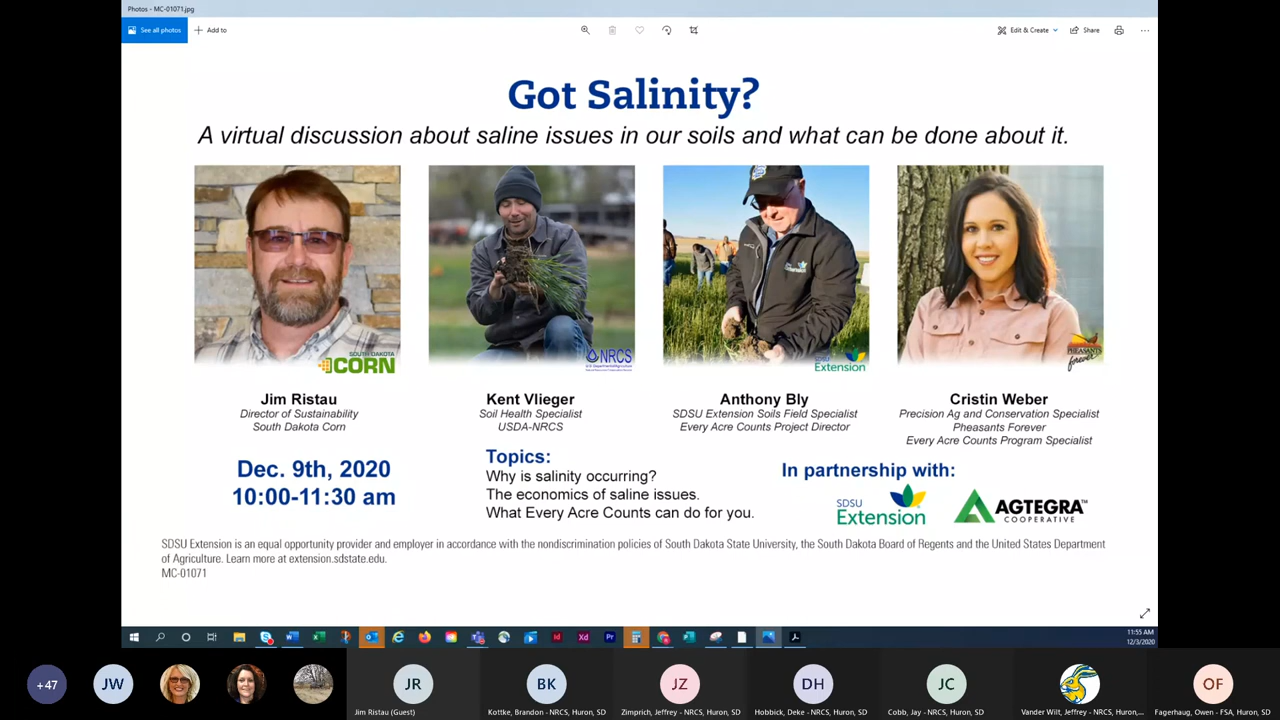 Photos - MC-01071.jpg
See all photos
Add to
Edit & Create
Share
Got Salinity?
A virtual discussion about saline issues in our soils and what can be done about it.
SOUTH DAKOTA
CORN
NRCS
Extension
SDSU
Extension
PHEASANTS
forever
Jim Ristau
Director of Sustainability
South Dakota Corn
Kent Vlieger
Soil Health Specialist
USDA-NRCS
Anthony Bly
SDSU Extension Soils Field Specialist
Every Acre Counts Project Director
Cristin Weber
Precision Ag and Conservation Specialist
Pheasants Forever
Every Acre Counts Program Specialist
Dec. 9th, 2020
10:00-11:30 am
Topics:
Why is salinity occurring?
The economics of saline issues.
What Every Acre Counts can do for you.
In partnership with:
SDSU
Extension
AGTEGRA™
COOPERATIVE
SDSU Extension is an equal opportunity provider and employer in accordance with the nondiscrimination policies of South Dakota State University, the South Dakota Board of Regents and the United States Department
of Agriculture. Learn more at extension.sdstate.edu.
MC-01071
Id
Xd
Pr
11:55 AM
12/3/2020
+47
JW
JR
BK
JZ
DH
JC
OF
Jim Ristau (Guest)
Kottke, Brandon - NRCS, Huron, SD
Zimprich, Jeffrey - NRCS, Huron, SD
Hobbick, Deke - NRCS, Huron, SD
Cobb, Jay - NRCS, Huron, SD
Vander Wilt, Jeffrey - NRCS, Huron,...
Fagerhaug, Owen - FSA, Huron, SD